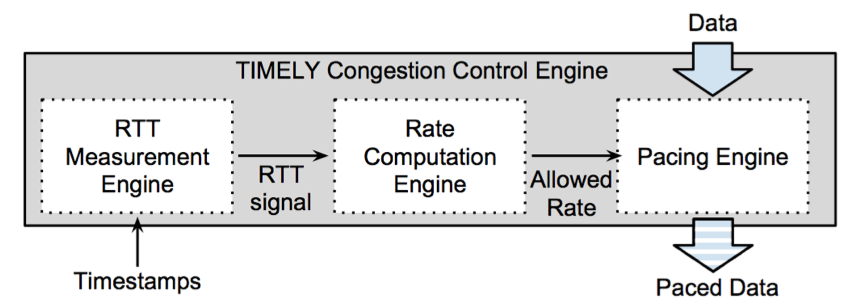 Data
TIMELY Congestion Control Engine
RTT
Measurement
Engine
RTT
signal
Rate
Computation
Engine
Allowed
Rate
Pacing Engine
Timestamps
Paced Data